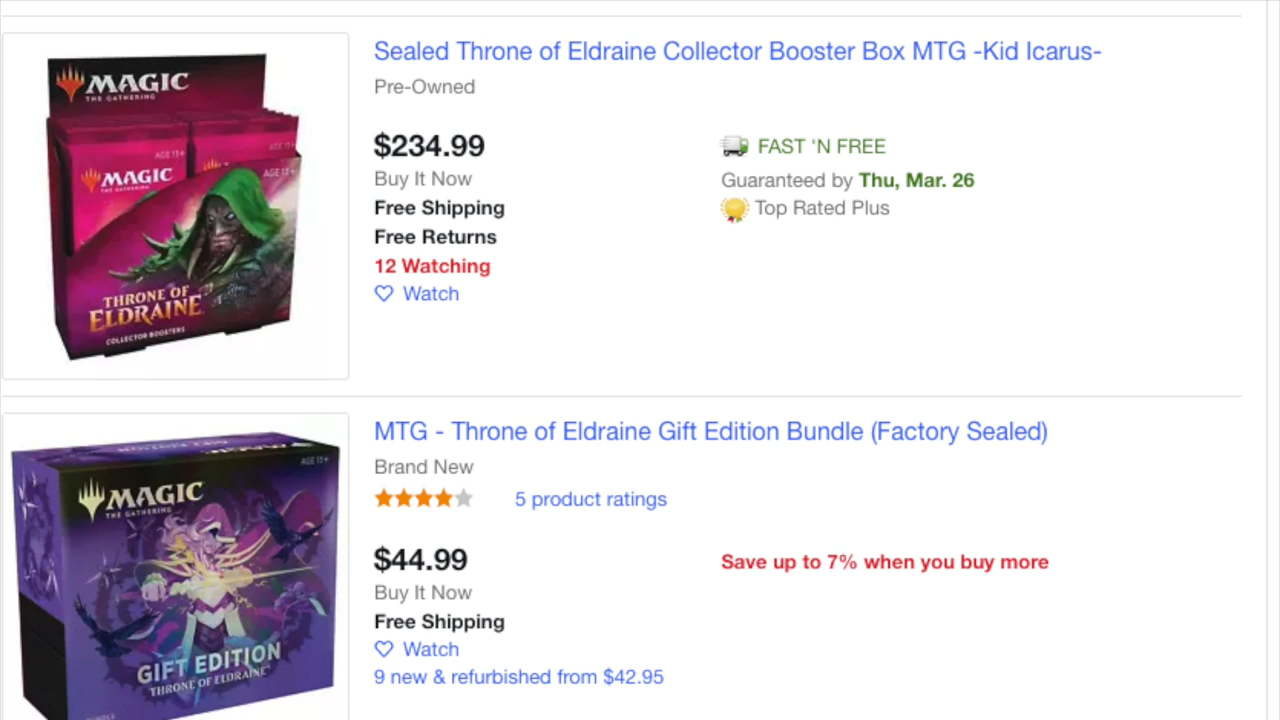 MAGIC
THE GATHERING
AGE 13+
MAGIC
THE GATHERING
AGE 13+
THRONE OF
ELDRAINE
COLLECTOR BOOSTERS
Sealed Throne of Eldraine Collector Booster Box MTG -Kid Icarus-
Pre-Owned
$234.99
Buy It Now
Free Shipping
Free Returns
12 Watching
Watch
FAST 'N FREE
Guaranteed by Thu, Mar. 26
Top Rated Plus
AGE 13+
MAGIC
THE GATHERING
GIFT EDITION
THRONE OF ELDRAINE
BUNDLE
MTG - Throne of Eldraine Gift Edition Bundle (Factory Sealed)
Brand New
5 product ratings
$44.99
Buy It Now
Free Shipping
Watch
9 new & refurbished from $42.95
Save up to 7% when you buy more